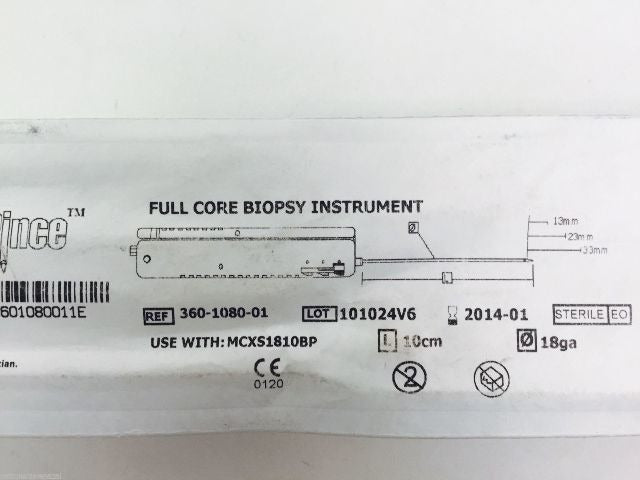 ince™
FULL CORE BIOPSY INSTRUMENT
Ø
13mm
23mm
33mm
L
601080011E
REF 360-1080-01 LOT 101024V6 2014-01 STERILE EO
USE WITH: MCXS1810BP L 10cm Ø 18ga
CE
0120
2